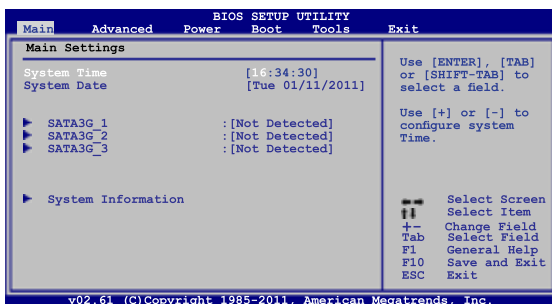 BIOS SETUP UTILITY
Main Advanced Power Boot Tools Exit
Main Settings
System Time [16:34:30]
System Date [Tue 01/11/2011]
SATA3G_1 :[Not Detected]
SATA3G_2 :[Not Detected]
SATA3G_3 :[Not Detected]
System Information
Use [ENTER], [TAB]
or [SHIFT-TAB] to
select a field.
Use [+] or [-] to
configure system
Time.
Select Screen
Select Item
+- Change Field
Tab Select Field
F1 General Help
F10 Save and Exit
ESC Exit
v02.61 (C)Copyright 1985-2011, American Megatrends, Inc.